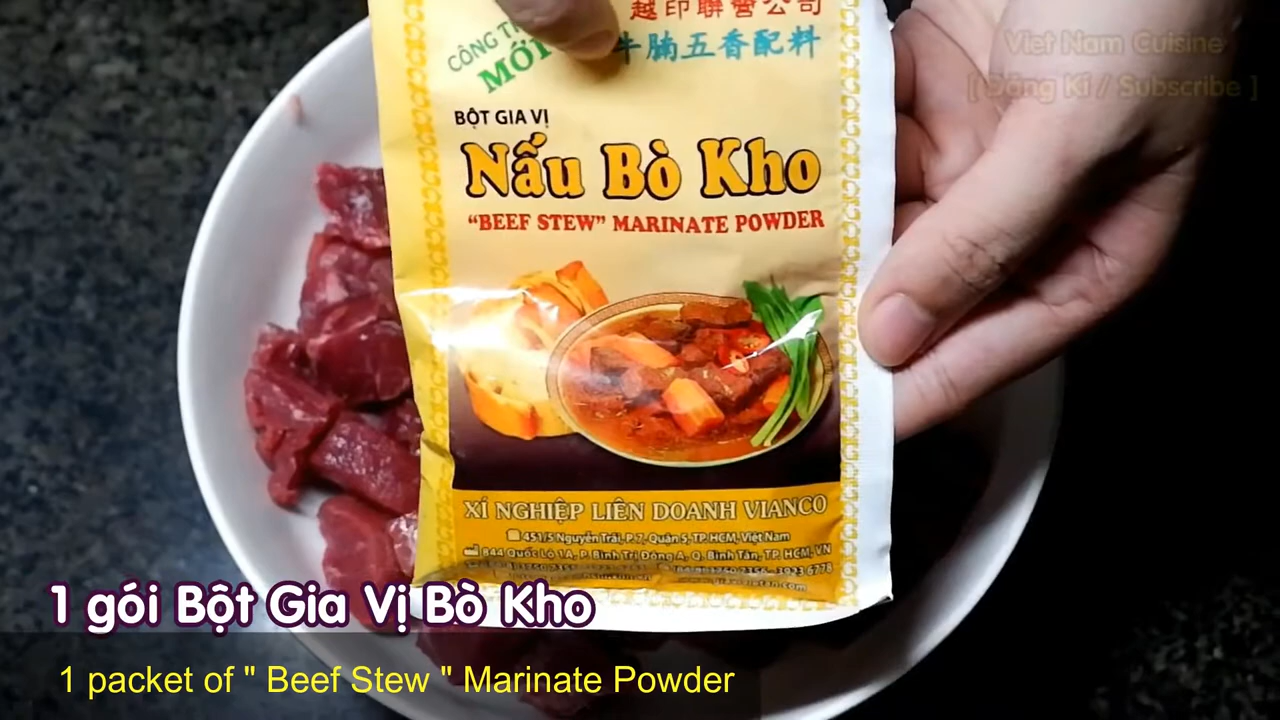 越印聯營公司
牛腩五香配料
CÔNG
MỚI
BỘT GIA VỊ
Nấu Bò Kho
“BEEF STEW” MARINATE POWDER
XÍ NGHIỆP LIÊN DOANH VIANCO
451/5 Nguyễn Trãi, P.7, Quận 5, TP.HCM, Việt Nam
844 Quốc Lộ 1A, P. Bình Trị Đông A, Q. Bình Tân, TP. HCM, VN
3923 6778
Viet Nam Cuisine
[ Đăng Kí / Subscribe ]
1 gói Bột Gia Vị Bò Kho
1 packet of " Beef Stew " Marinate Powder